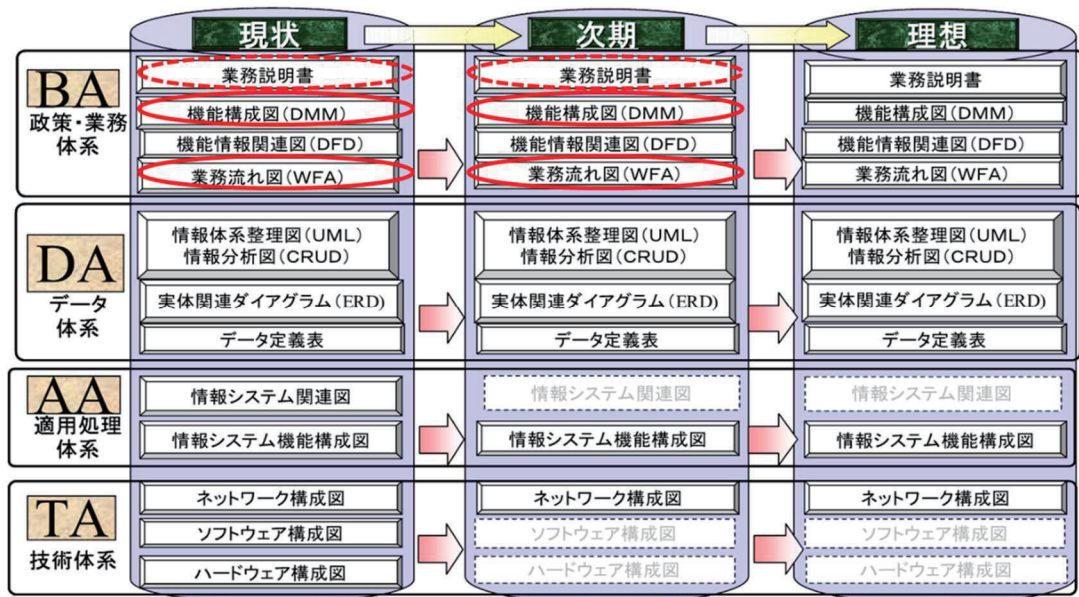 現状
次期
理想
BA
政策・業務
体系
業務説明書
機能構成図(DMM)
機能情報関連図(DFD)
業務流れ図(WFA)
業務説明書
機能構成図(DMM)
機能情報関連図(DFD)
業務流れ図(WFA)
業務説明書
機能構成図(DMM)
機能情報関連図(DFD)
業務流れ図(WFA)
DA
データ
体系
情報体系整理図(UML)
情報分析図(CRUD)
実体関連ダイアグラム(ERD)
データ定義表
情報体系整理図(UML)
情報分析図(CRUD)
実体関連ダイアグラム(ERD)
データ定義表
情報体系整理図(UML)
情報分析図(CRUD)
実体関連ダイアグラム(ERD)
データ定義表
AA
適用処理
体系
情報システム関連図
情報システム機能構成図
情報システム関連図
情報システム機能構成図
情報システム関連図
情報システム機能構成図
TA
技術体系
ネットワーク構成図
ソフトウェア構成図
ハードウェア構成図
ネットワーク構成図
ソフトウェア構成図
ハードウェア構成図
ネットワーク構成図
ソフトウェア構成図
ハードウェア構成図